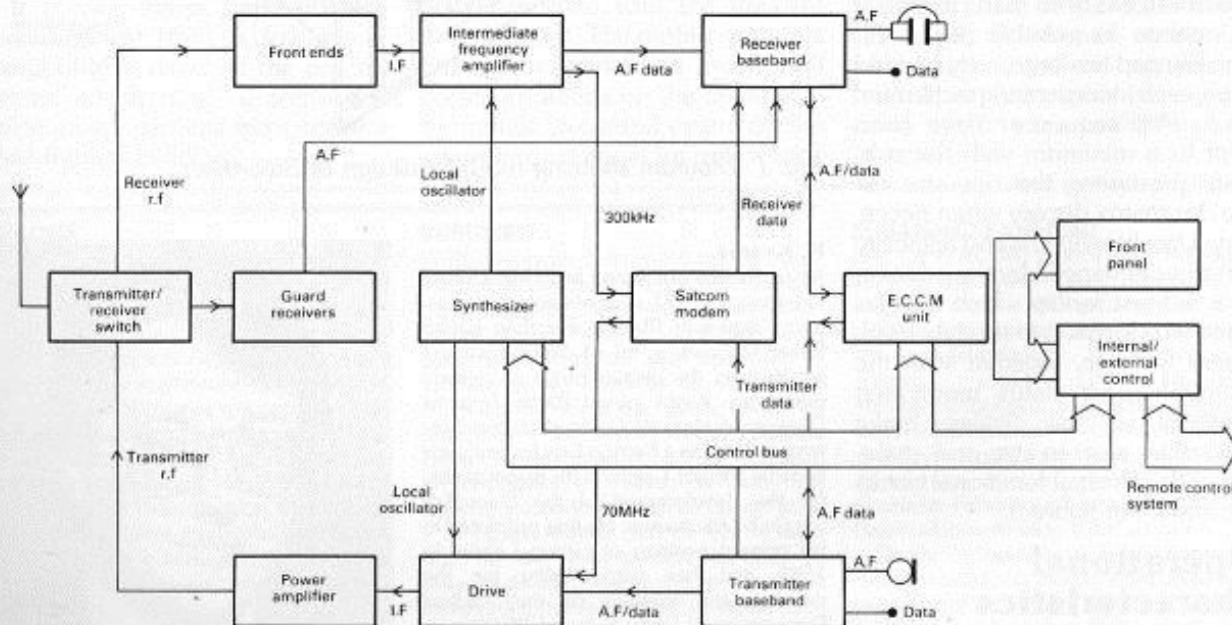 Front ends
I.F
Intermediate
frequency
amplifier
A.F data
Receiver
baseband
A.F
Data
A.F
Receiver
r.f
Local
oscillator
300kHz
Receiver
data
A.F/data
Transmitter/
receiver
switch
Guard
receivers
Synthesizer
Satcom
modem
E.C.C.M
unit
Front
panel
Internal/
external
control
Transmitter
data
Control bus
Transmitter
r.f
Local
oscillator
70MHz
A.F data
Remote control
system
Power
amplifier
I.F
Drive
A.F/data
Transmitter
baseband
A.F
Data